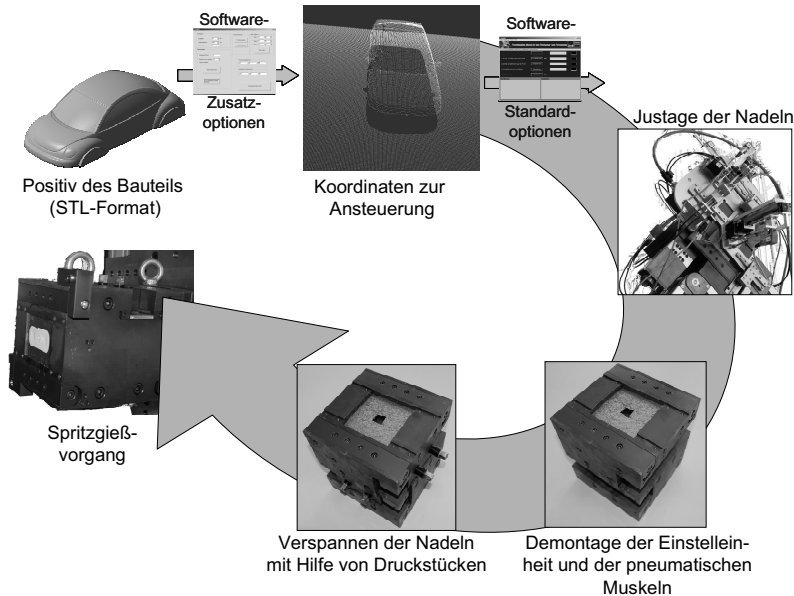 Software-
Zusatz-
optionen
Software-
Standard-
optionen
Positiv des Bauteils
(STL-Format)
Koordinaten zur
Ansteuerung
Justage der Nadeln
Demontage der Einstellein-
heit und der pneumatischen
Muskeln
Verspannen der Nadeln
mit Hilfe von Druckstücken
Spritzgieß-
vorgang